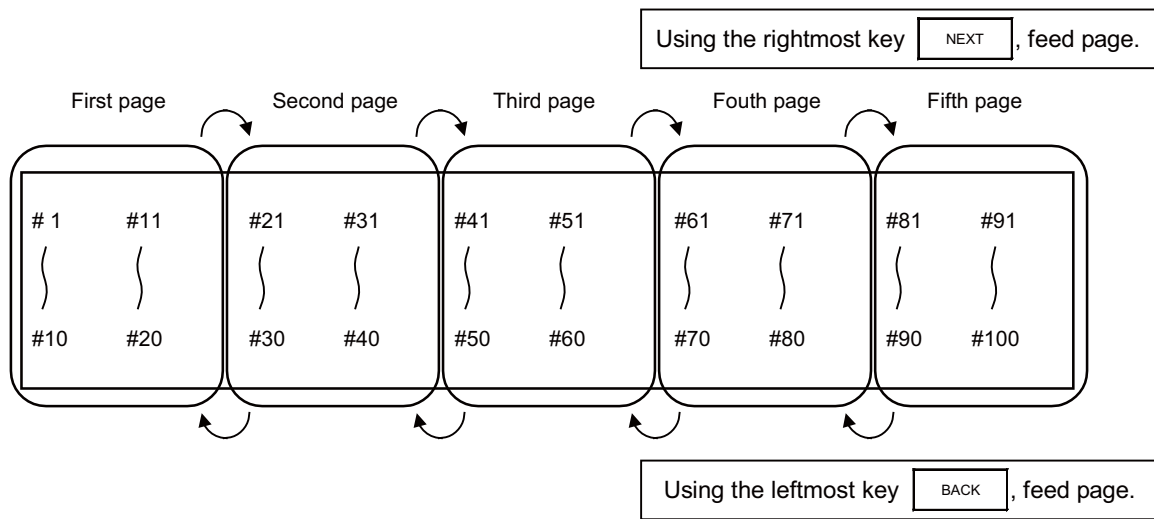 Using the rightmost key NEXT , feed page.
First page Second page Third page Fouth page Fifth page
# 1 #11 #21 #31 #41 #51 #61 #71 #81 #91
#10 #20 #30 #40 #50 #60 #70 #80 #90 #100
Using the leftmost key BACK , feed page.